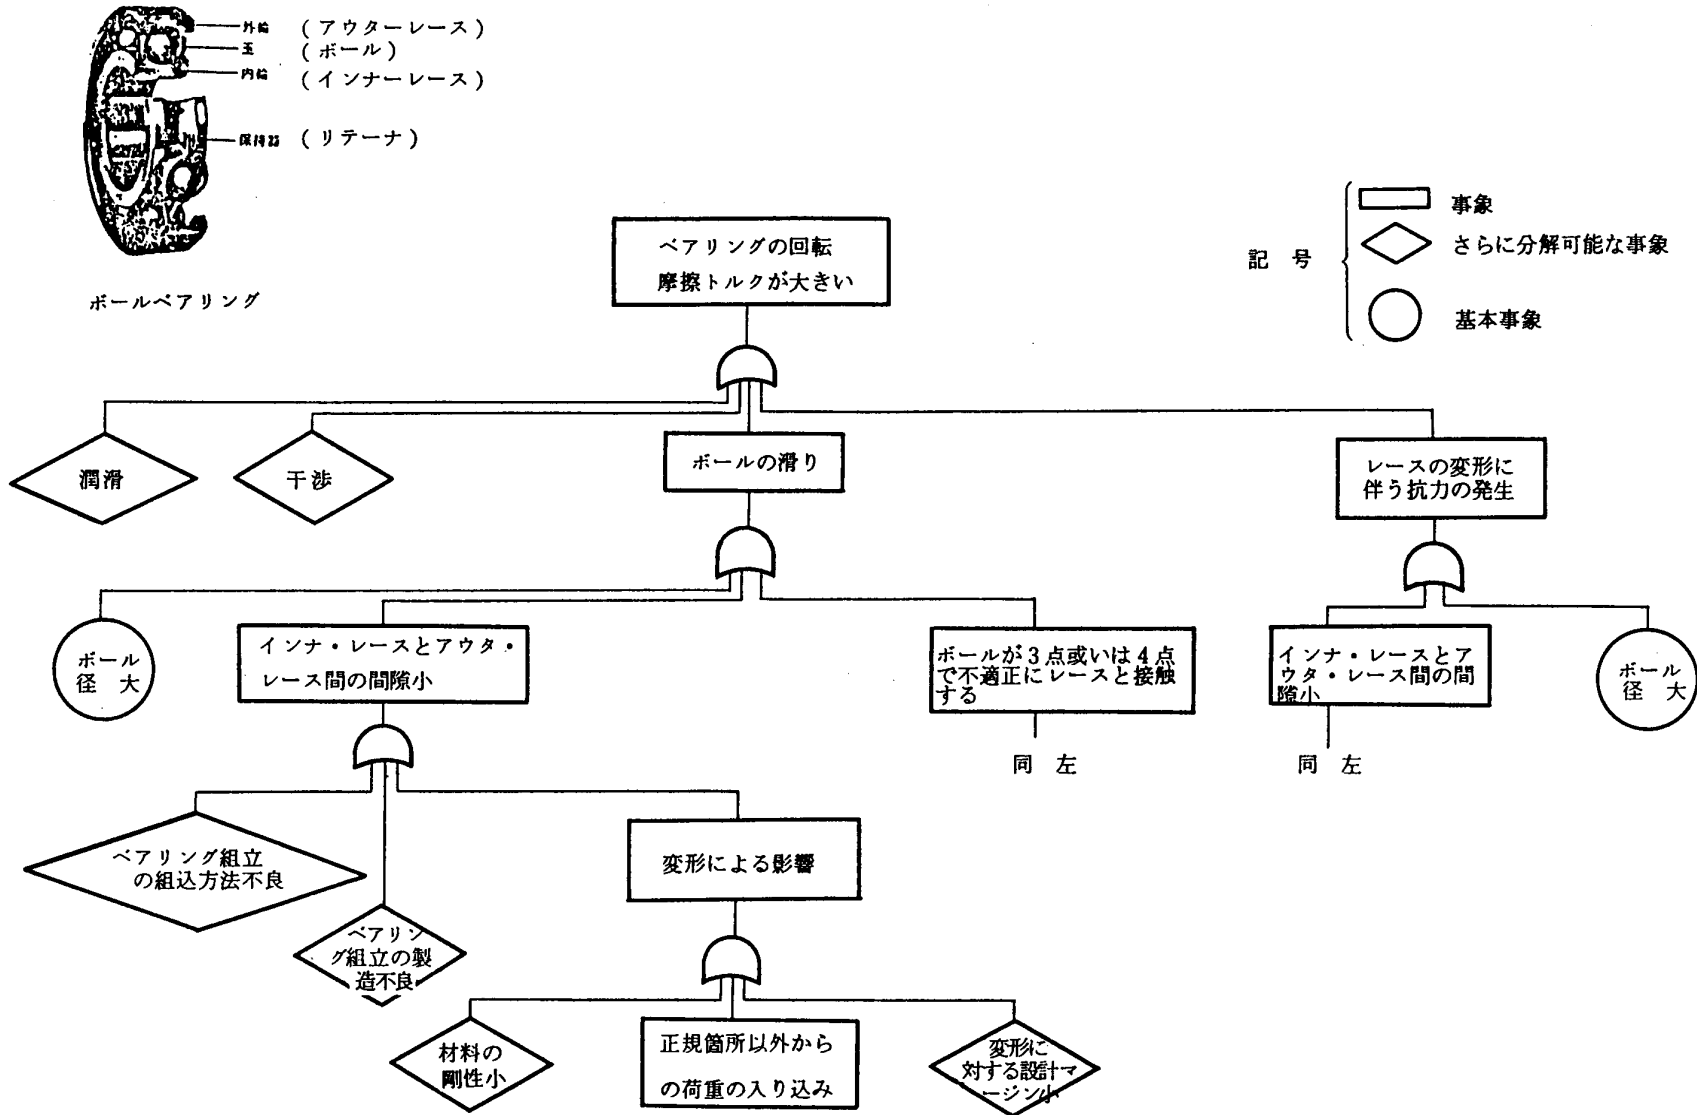 外輪 (アウターレース)
玉 (ボール)
内輪 (インナーレース)
保持器 (リテーナ)
ボールベアリング
記号
事象
さらに分解可能な事象
基本事象
ベアリングの回転
摩擦トルクが大きい
潤滑
干渉
ボールの滑り
レースの変形に
伴う抗力の発生
ボール
径 大
インナ・レースとアウタ・
レース間の間隙小
ボールが3点或いは4点
で不適正にレースと接触
する
同 左
インナ・レースとア
ウタ・レース間の間
隙小
同 左
ボール
径 大
ベアリング組立
の組込方法不良
ベアリン
グ組立の製
造不良
変形による影響
材料の
剛性小
正規箇所以外から
の荷重の入り込み
変形に
対する設計マ
ージン小